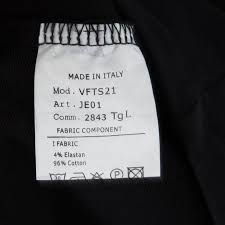 MADE IN ITALY
Mod. VFTS21
Art. JE01
Comm. 2843 TgL
FABRIC COMPONENT
I FABRIC
4% Elastan
96% Cotton